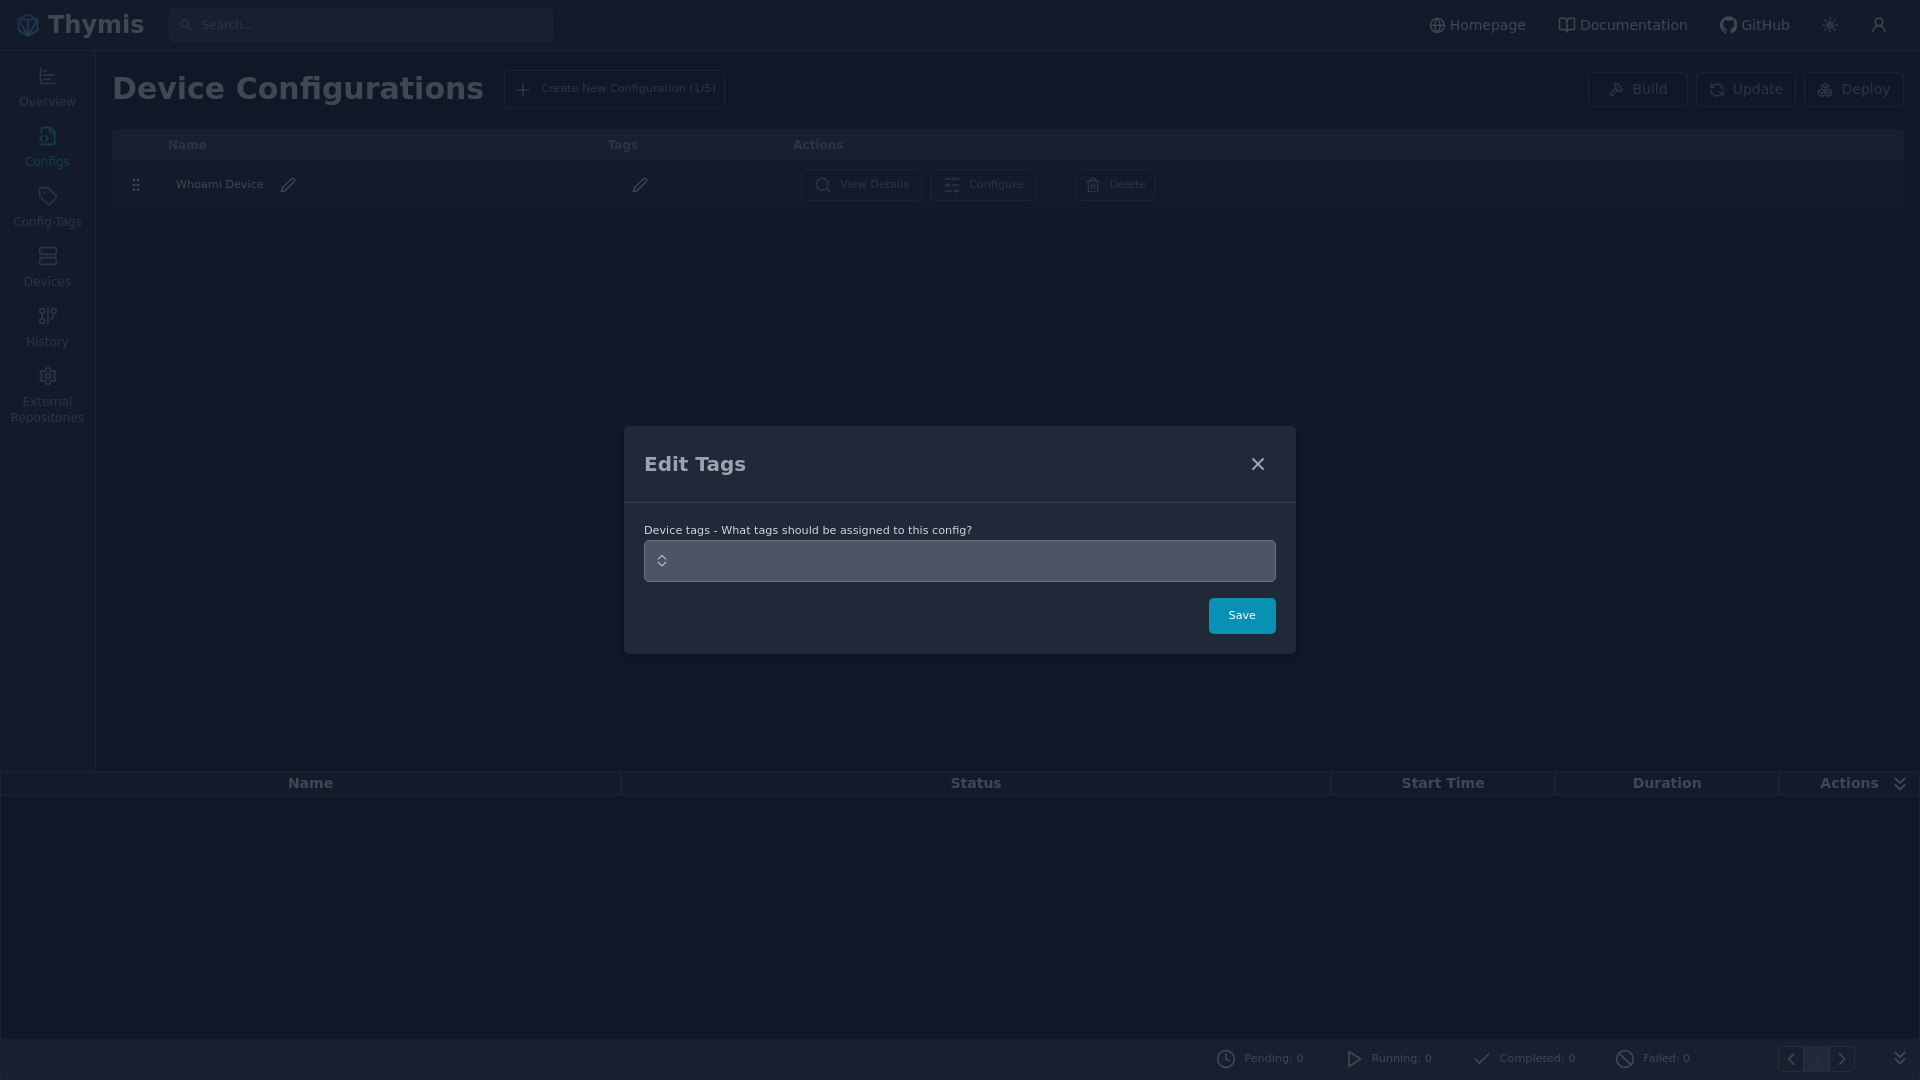 Thymis
Search...
Homepage
Documentation
GitHub
Overview
Configs
Config-Tags
Devices
History
External
Repositories
Device Configurations
Create New Configuration (1/5)
Build
Update
Deploy
Name
Tags
Actions
Whoami Device
View Details
Configure
Delete
Edit Tags
Device tags - What tags should be assigned to this config?
Save
Name
Status
Start Time
Duration
Actions
Pending: 0
Running: 0
Completed: 0
Failed: 0